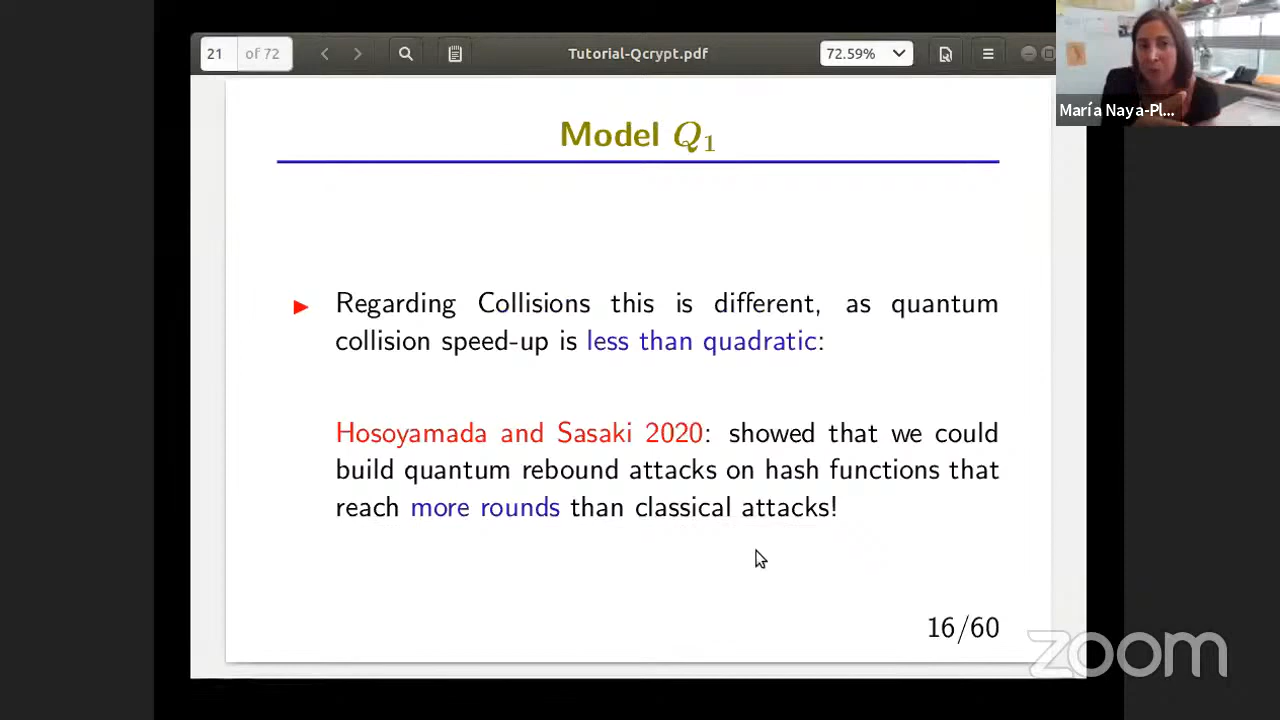 21 of 72
Tutorial-Qcrypt.pdf
72.59%
María Naya-Pl...
Model Q₁
Regarding Collisions this is different, as quantum
collision speed-up is less than quadratic:
Hosoyamada and Sasaki 2020: showed that we could
build quantum rebound attacks on hash functions that
reach more rounds than classical attacks!
16/60
zoom